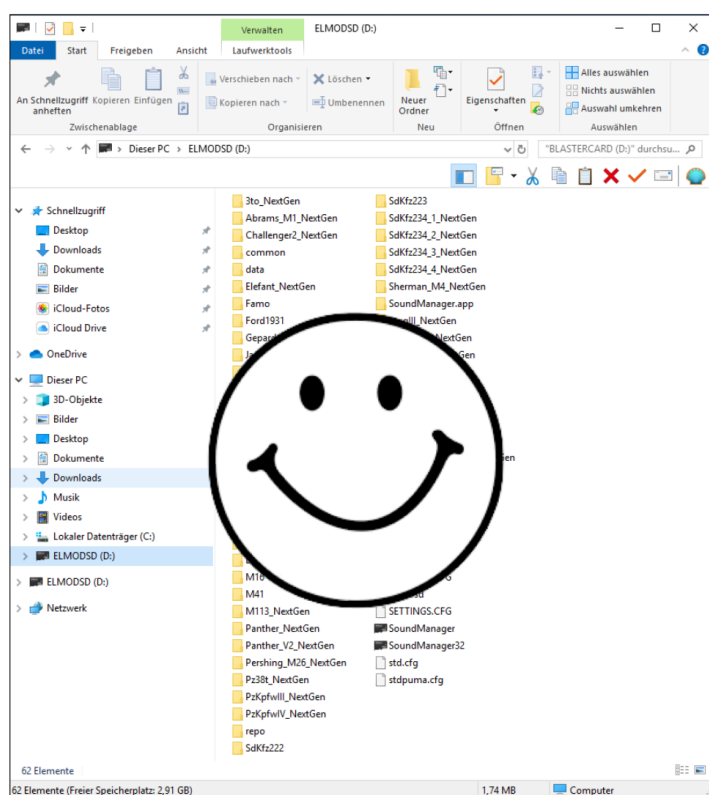 Verwalten
ELMODSD (D:)
Datei
Start
Freigeben
Ansicht
Laufwerktools
An Schnellzugriff anheften
Kopieren
Einfügen
Verschieben nach
Kopieren nach
Löschen
Umbenennen
Neuer Ordner
Eigenschaften
Alles auswählen
Nichts auswählen
Auswahl umkehren
Zwischenablage
Organisieren
Neu
Öffnen
Auswählen
Dieser PC > ELMODSD (D:)
"BLASTERCARD (D:)" durchsu...
Schnellzugriff
Desktop
Downloads
Dokumente
Bilder
iCloud-Fotos
iCloud Drive
OneDrive
Dieser PC
3D-Objekte
Bilder
Desktop
Dokumente
Downloads
Musik
Videos
Lokaler Datenträger (C:)
ELMODSD (D:)
ELMODSD (D:)
Netzwerk
3to_NextGen
Abrams_M1_NextGen
Challenger2_NextGen
common
data
Elefant_NextGen
Famo
Ford1931
M41
M113_NextGen
Panther_NextGen
Panther_V2_NextGen
Pershing_M26_NextGen
Pz38t_NextGen
PzKpfwIII_NextGen
PzKpfwIV_NextGen
repo
SdKfz222
SdKfz223
SdKfz234_1_NextGen
SdKfz234_2_NextGen
SdKfz234_3_NextGen
SdKfz234_4_NextGen
Sherman_M4_NextGen
SoundManager.app
SETTINGS.CFG
SoundManager
SoundManager32
std.cfg
stdpuma.cfg
62 Elemente
62 Elemente (Freier Speicherplatz: 2,91 GB)
1,74 MB
Computer